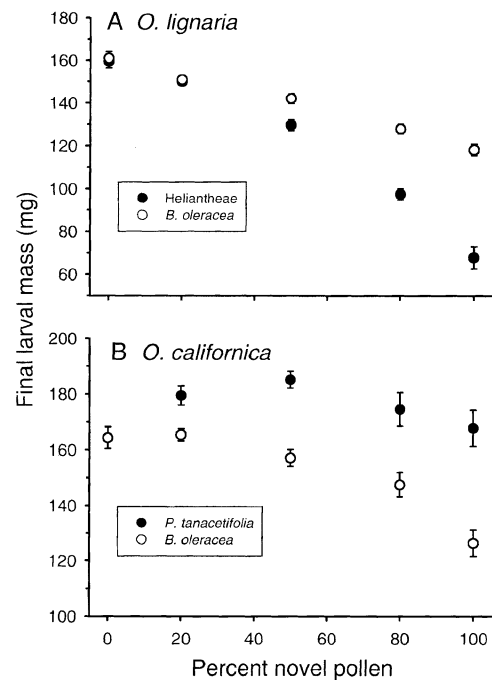 A O. lignaria
180
160
140
120
100
80
60
Heliantheae
B. oleracea
Final larval mass (mg)
B O. californica
200
180
160
140
120
100
P. tanacetifolia
B. oleracea
0 20 40 60 80 100
Percent novel pollen